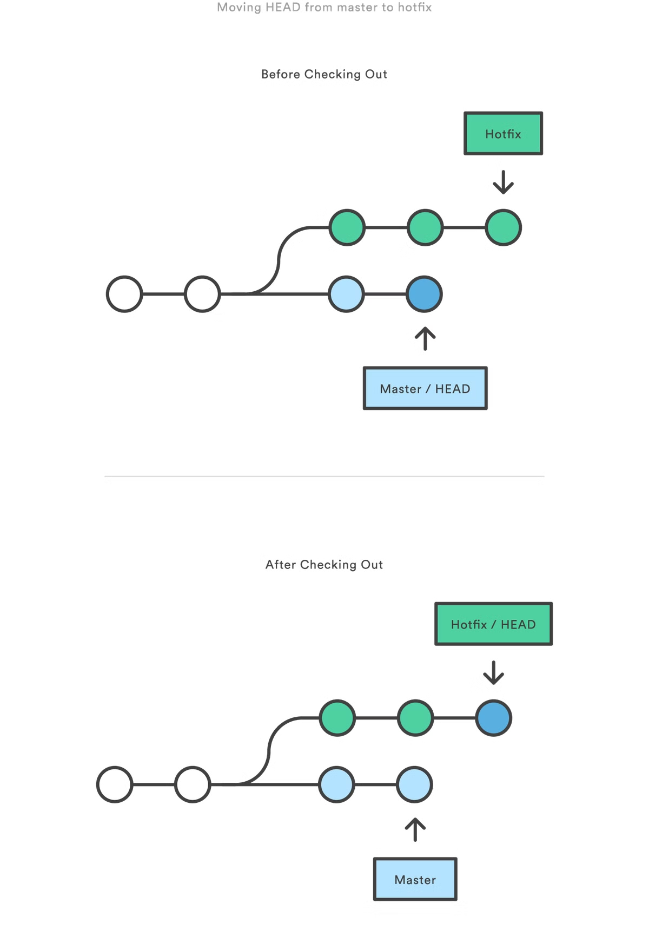 Moving HEAD from master to hotfix
Before Checking Out
Hotfix
Master / HEAD
After Checking Out
Hotfix / HEAD
Master